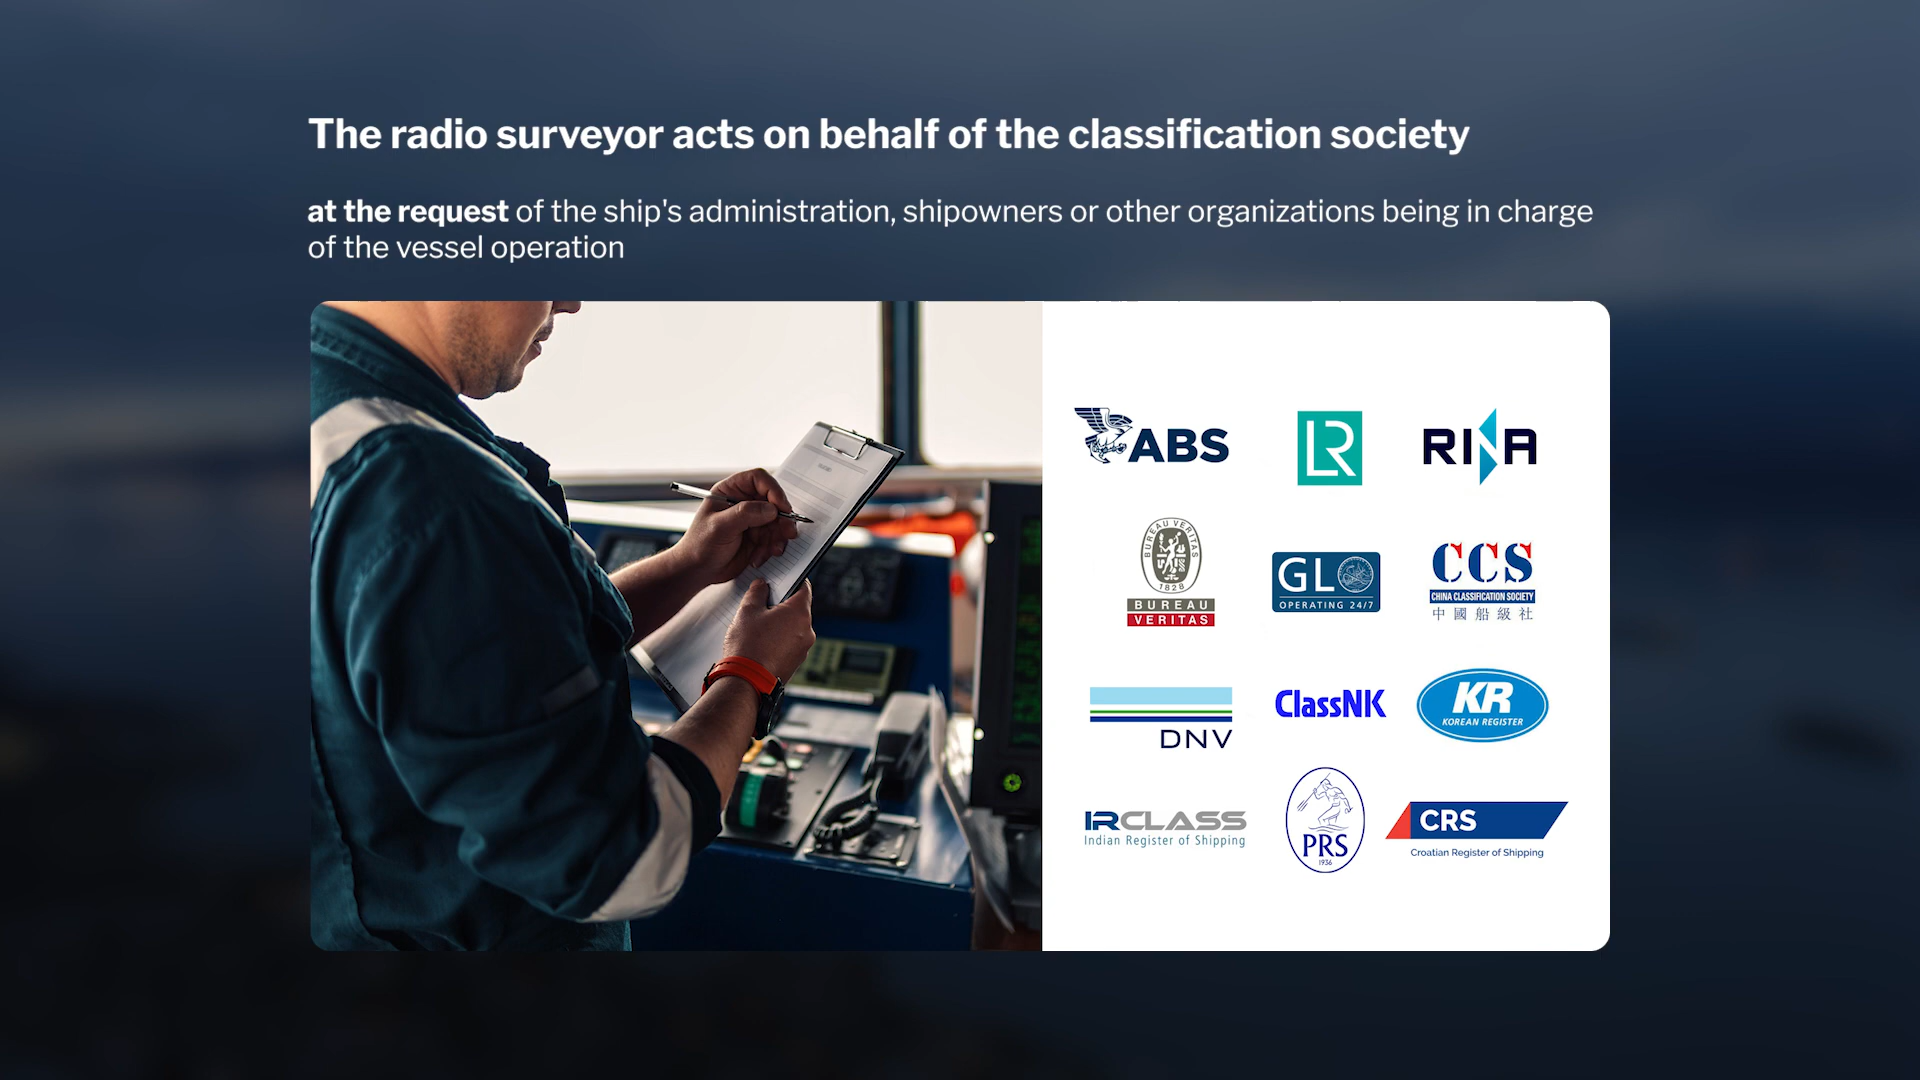 The radio surveyor acts on behalf of the classification society
at the request of the ship's administration, shipowners or other organizations being in charge
of the vessel operation
ABS
LR
RINA
BUREAU VERITAS
1828
BUREAU
VERITAS
GL
OPERATING 24/7
CCS
CHINA CLASSIFICATION SOCIETY
中國船級社
DNV
ClassNK
KR
KOREAN REGISTER
IRCLASS
Indian Register of Shipping
PRS
1936
CRS
Croatian Register of Shipping